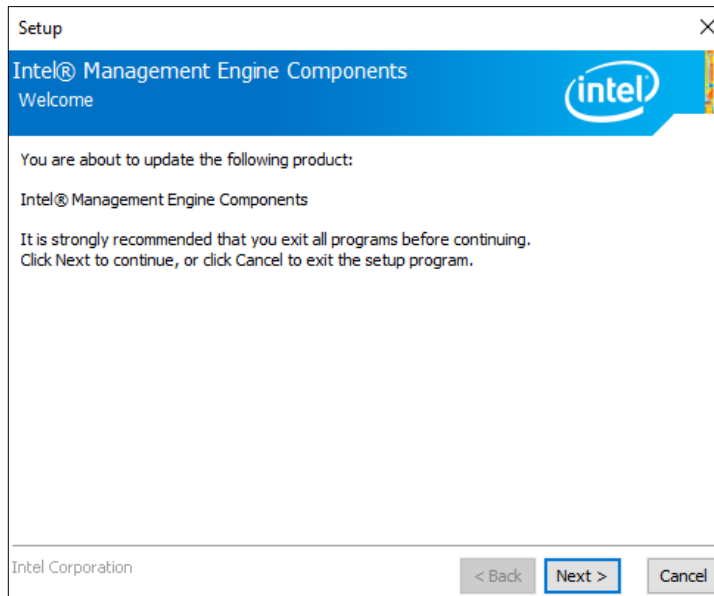 Setup
Intel® Management Engine Components
Welcome
intel
You are about to update the following product:
Intel® Management Engine Components
It is strongly recommended that you exit all programs before continuing.
Click Next to continue, or click Cancel to exit the setup program.
Intel Corporation
< Back Next > Cancel